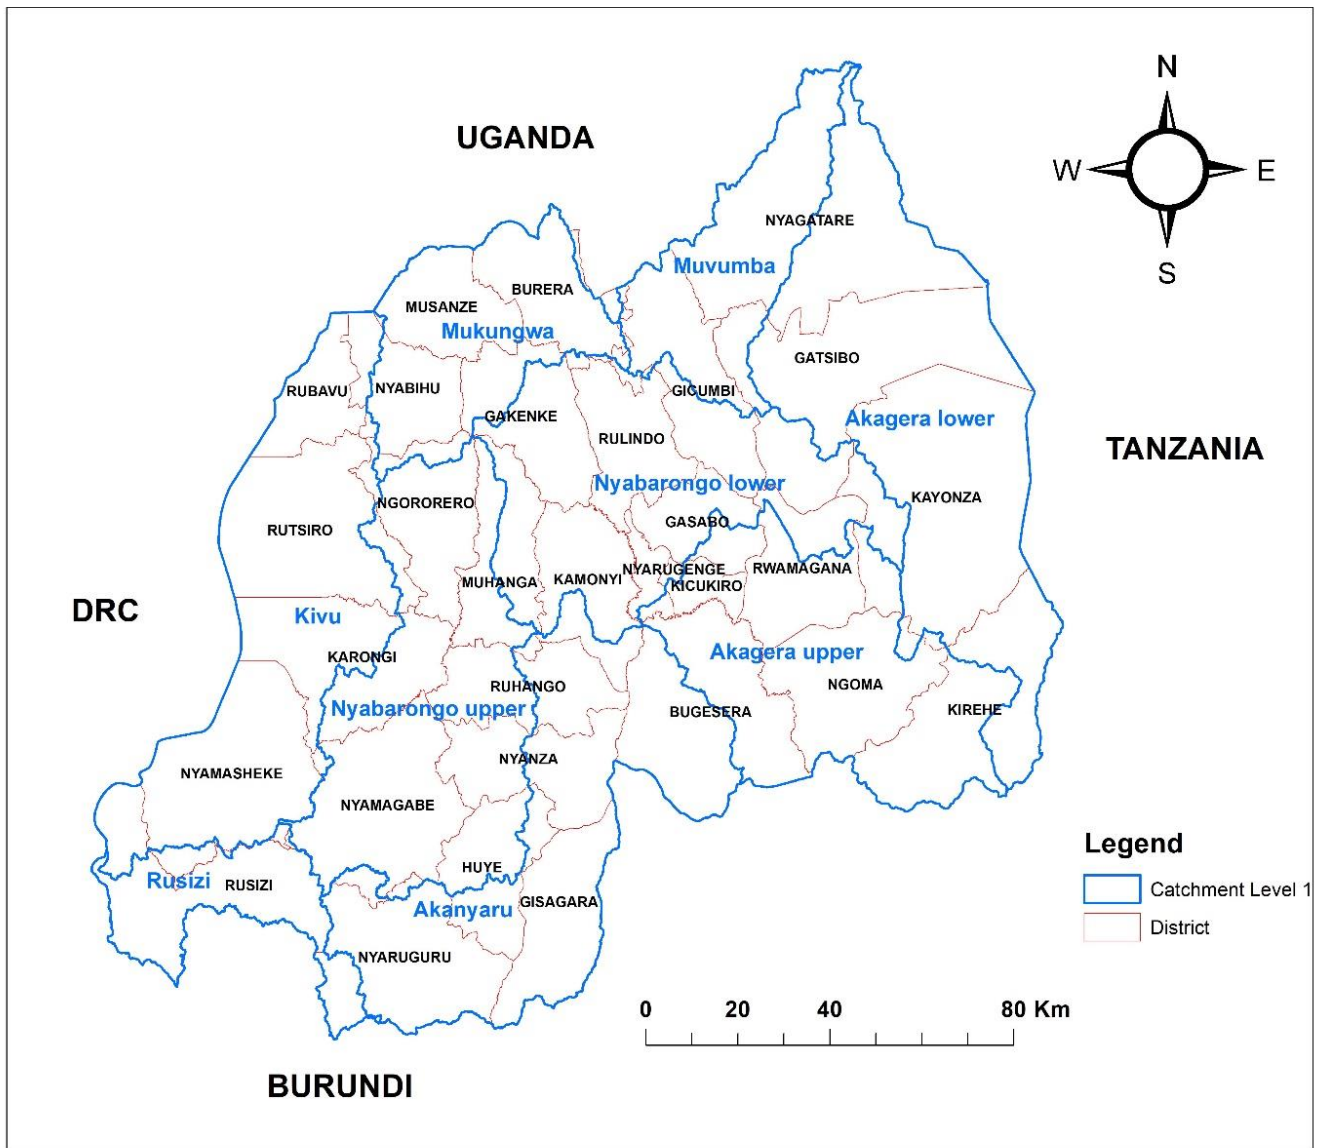 N
UGANDA
W
E
NYAGATARE
Muvumba
S
BURERA
MUSANZE
Mukungwa
GATSIBO
RUBAVU
NYABIHU
GICUMBI
GAKENKE
Akagera lower
RULINDO
TANZANIA
Nyabarongo lower
KAYONZA
NGORORERO
GASABO
RUTSIRO
NYARUGENGE
RWAMAGANA
MUHANGA
KAMONYI
KICUKIRO
DRC
Kivu
KARONGI
Akagera upper
RUHANGO
NGOMA
Nyabarongo upper
BUGESERA
KIREHE
NYANZA
NYAMASHEKE
NYAMAGABE
Legend
HUYE
Rusizi
RUSIZI
Catchment Level 1
Akanyaru
GISAGARA
District
NYARUGURU
0 20 40 80 Km
BURUNDI